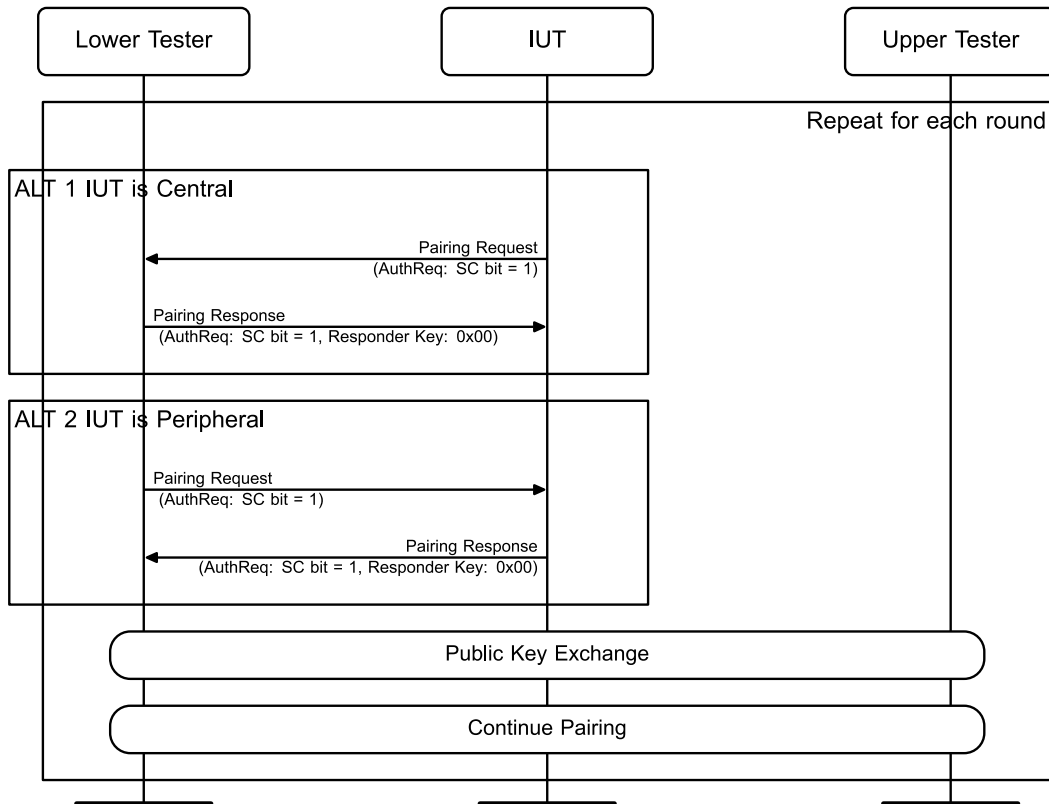 Lower Tester
IUT
Upper Tester
Repeat for each round
ALT 1 IUT is Central
Pairing Request
(AuthReq: SC bit = 1)
Pairing Response
(AuthReq: SC bit = 1, Responder Key: 0x00)
ALT 2 IUT is Peripheral
Pairing Request
(AuthReq: SC bit = 1)
Pairing Response
(AuthReq: SC bit = 1, Responder Key: 0x00)
Public Key Exchange
Continue Pairing